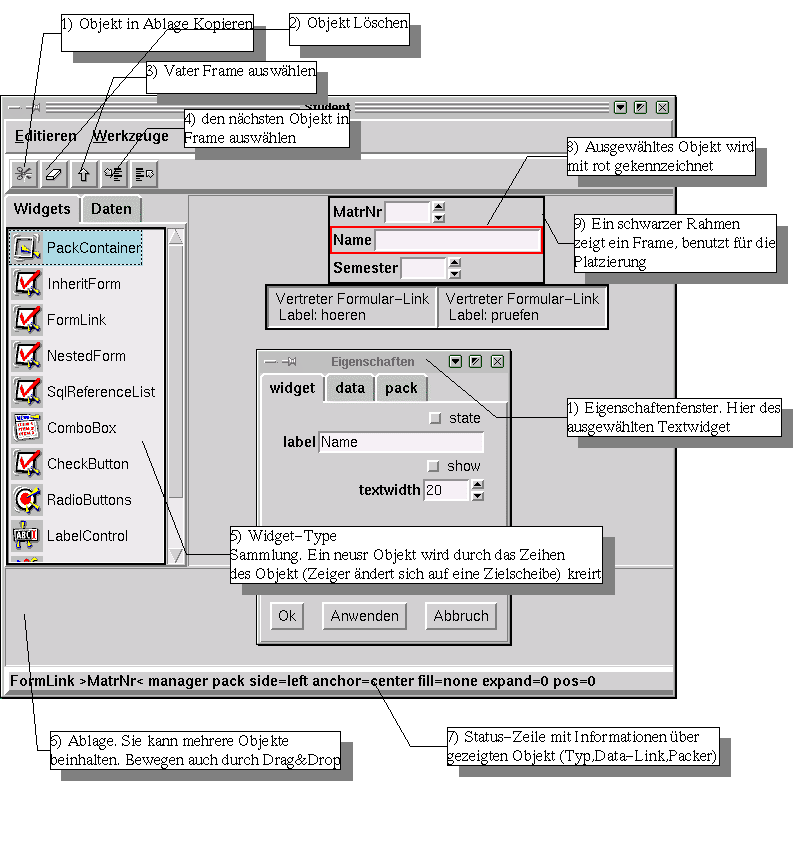 1) Objekt in Ablage Kopieren
2) Objekt Löschen
3) Vater Frame auswählen
Student
4) den nächsten Objekt in
Frame auswählen
Editieren Werkzeuge
8) Ausgewähltes Objekt wird
mit rot gekennzeichnet
Widgets Daten
MatrNr
Name
Semester
9) Ein schwarzer Rahmen
zeigt ein Frame, benutzt für die
Platzierung
PackContainer
InheritForm
FormLink
NestedForm
SqlReferenceList
ComboBox
CheckButton
RadioButtons
LabelControl
Vertreter Formular-Link
Label: hoeren
Vertreter Formular-Link
Label: pruefen
Eigenschaften
widget data pack
state
label Name
show
textwidth 20
1) Eigenschaftenfenster. Hier des
ausgewählten Textwidget
5) Widget-Type
Sammlung. Ein neusr Objekt wird durch das Zeihen
des Objekt (Zeiger ändert sich auf eine Zielscheibe) kreirt
Ok Anwenden Abbruch
FormLink >MatrNr< manager pack side=left anchor=center fill=none expand=0 pos=0
6) Ablage. Sie kann mehrere Objekte
beinhalten. Bewegen auch durch Drag&Drop
7) Status-Zeile mit Informationen über
gezeigten Objekt (Typ,Data-Link,Packer)